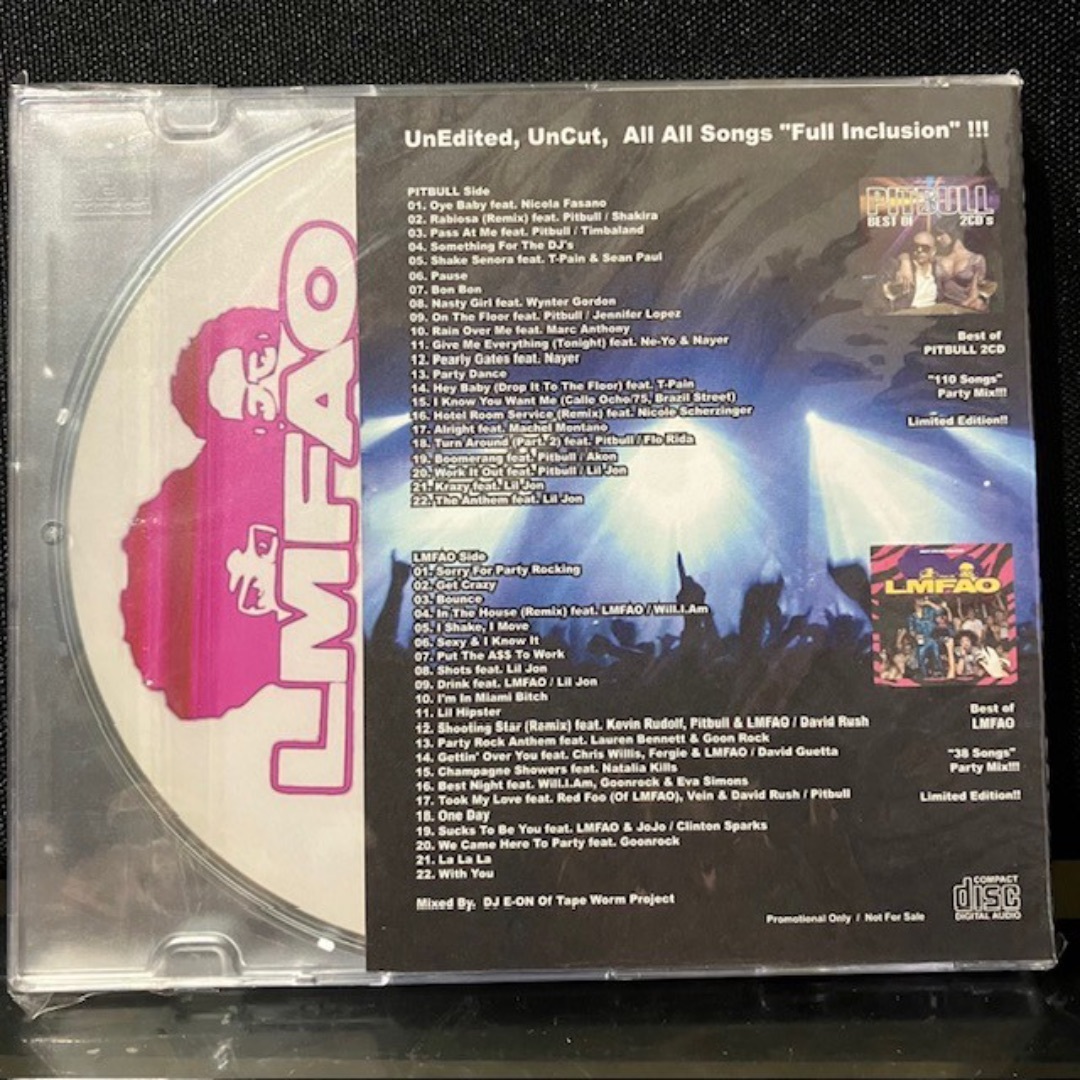 UnEdited, UnCut, All All Songs "Full Inclusion" !!!
PITBULL Side
01. Oye Baby feat. Nicola Fasano
02. Rabiosa (Remix) feat. Pitbull / Shakira
03. Pass At Me feat. Pitbull / Timbaland
04. Something For The DJ's
05. Shake Senora feat. T-Pain & Sean Paul
06. Pause
07. Bon Bon
08. Nasty Girl feat. Wynter Gordon
09. On The Floor feat. Pitbull / Jennifer Lopez
10. Rain Over Me feat. Marc Anthony
11. Give Me Everything (Tonight) feat. Ne-Yo & Nayer
12. Pearly Gates feat. Nayer
13. Party Dance
14. Hey Baby (Drop It To The Floor) feat. T-Pain
15. I Know You Want Me (Calle Ocho/75, Brazil Street)
16. Hotel Room Service (Remix) feat. Nicole Scherzinger
17. Alright feat. Machel Montano
18. Turn Around (Part. 2) feat. Pitbull / Flo Rida
19. Boomerang feat. Pitbull / Akon
20. Work It Out feat. Pitbull / Lil Jon
21. Krazy feat. Lil Jon
22. The Anthem feat. Lil Jon
PITBULL
BEST OF 2CD's
Best of
PITBULL 2CD
"110 Songs"
Party Mix!!!
Limited Edition!!
LMFAO Side
01. Sorry For Party Rocking
02. Get Crazy
03. Bounce
04. In The House (Remix) feat. LMFAO / Will.I.Am
05. I Shake, I Move
06. Sexy & I Know It
07. Put The A$$ To Work
08. Shots feat. Lil Jon
09. Drink feat. LMFAO / Lil Jon
10. I'm In Miami Bitch
11. Lil Hipster
12. Shooting Star (Remix) feat. Kevin Rudolf, Pitbull & LMFAO / David Rush
13. Party Rock Anthem feat. Lauren Bennett & Goon Rock
14. Gettin' Over You feat. Chris Willis, Fergie & LMFAO / David Guetta
15. Champagne Showers feat. Natalia Kills
16. Best Night feat. Will.I.Am, Goonrock & Eva Simons
17. Took My Love feat. Red Foo (Of LMFAO), Vein & David Rush / Pitbull
18. One Day
19. Sucks To Be You feat. LMFAO & JoJo / Clinton Sparks
20. We Came Here To Party feat. Goonrock
21. La La La
22. With You
LMFAO
Best of
LMFAO
"38 Songs"
Party Mix!!!
Limited Edition!!
Mixed By. DJ E-ON Of Tape Worm Project
Promotional Only / Not For Sale
COMPACT
disc
DIGITAL AUDIO
LMFAO